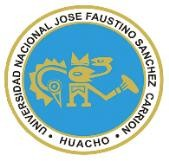 UNIVERSIDAD NACIONAL JOSE FAUSTINO SANCHEZ CARRION
• HUACHO •